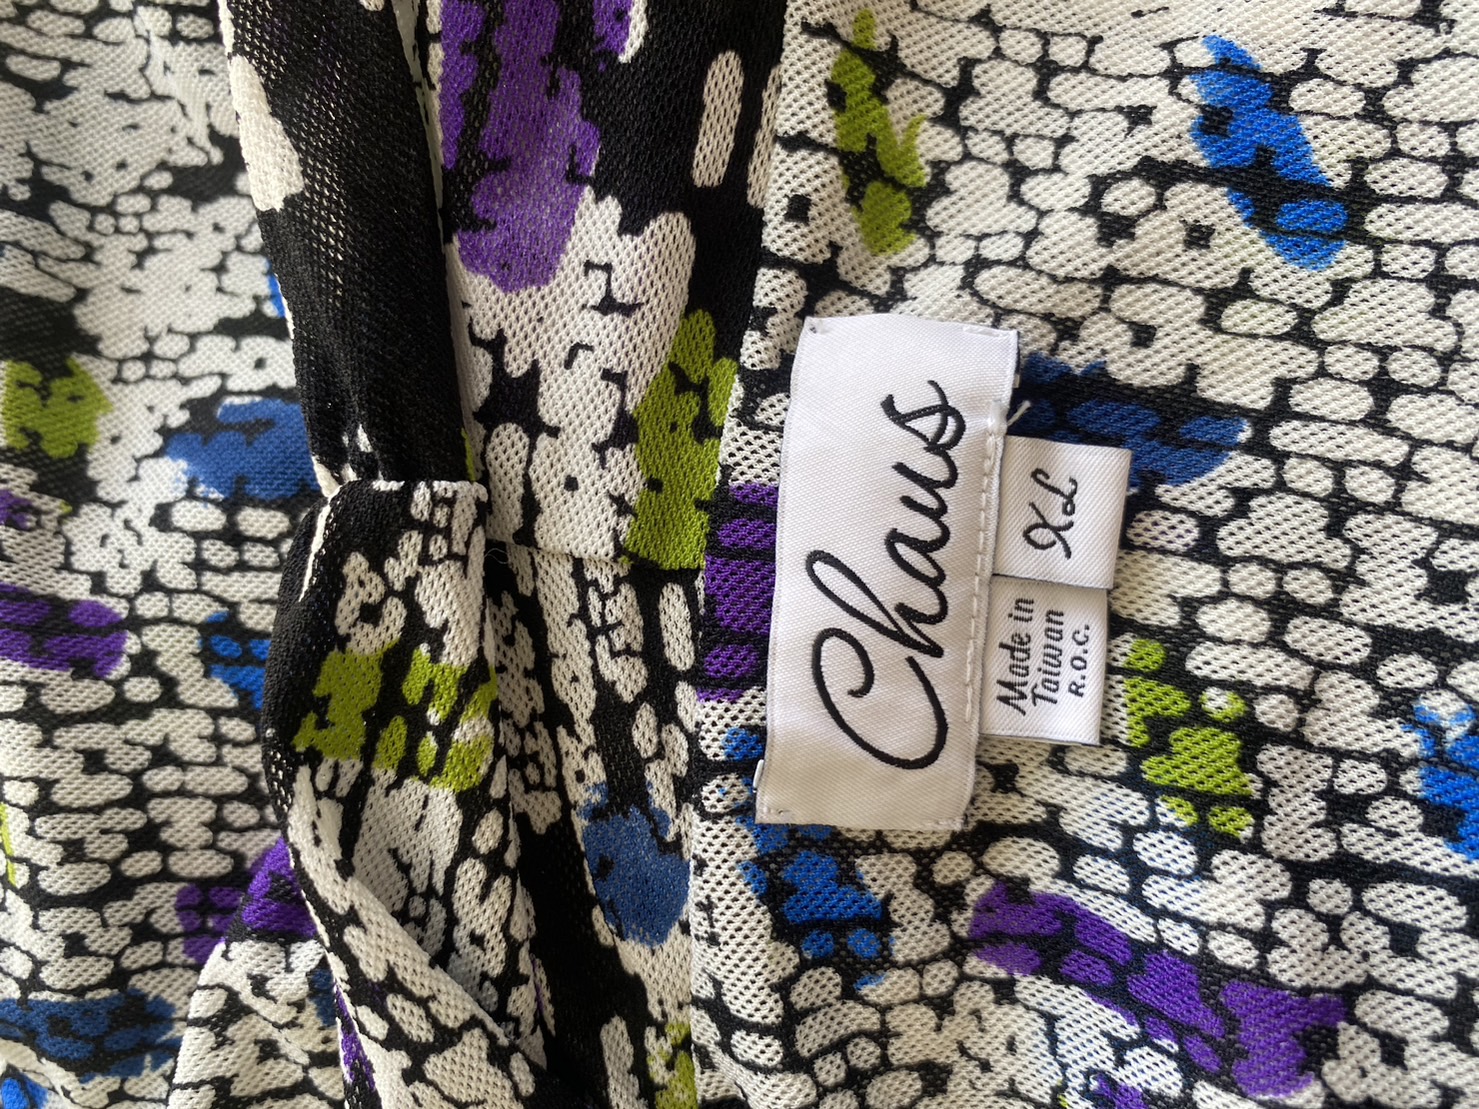 Chaus
XL
Made in
Taiwan
R.O.C.